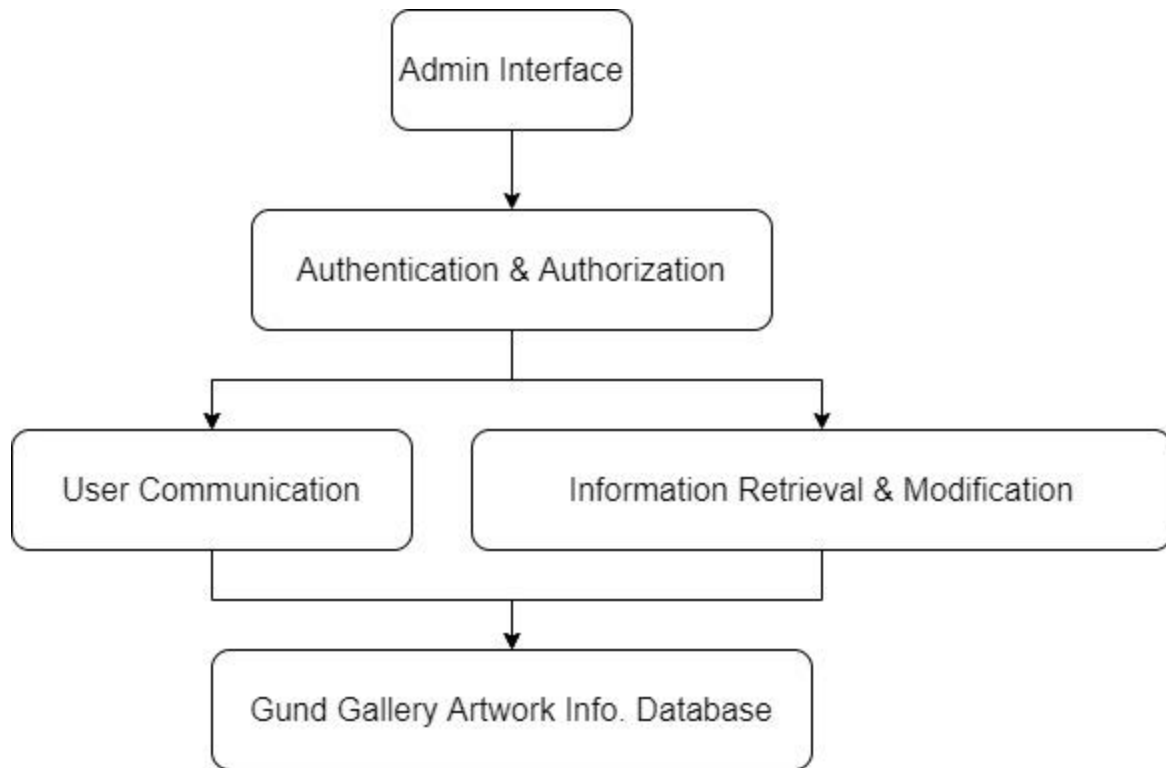 Admin Interface
Authentication & Authorization
User Communication
Information Retrieval & Modification
Gund Gallery Artwork Info. Database